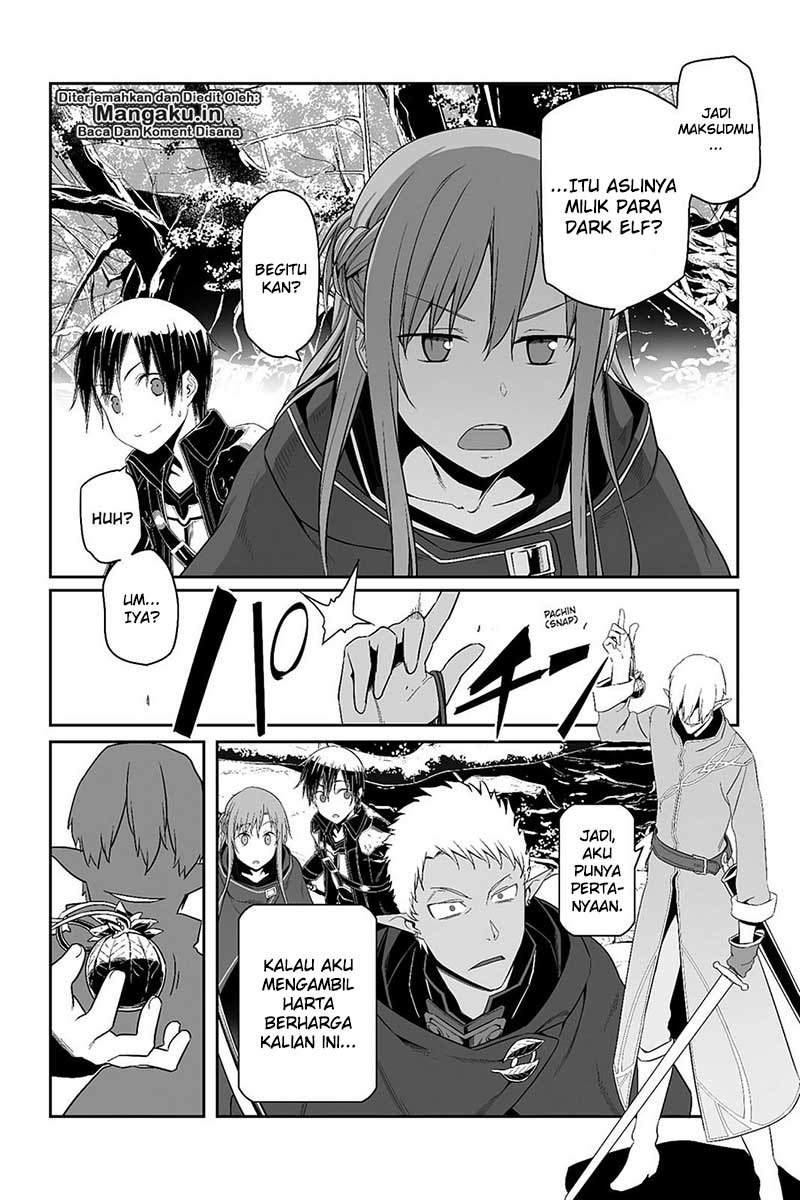 Diterjemahkan dan Diedit Oleh:
Mangaku.in
Baca Dan Koment Disana
JADI
MAKSUDMU
...
...ITU ASLINYA
MILIK PARA
DARK ELF?
BEGITU
KAN?
HUH?
UM...
IYA?
パチン
PACHIN
(SNAP)
JADI,
AKU
PUNYA
PERTA-
NYAAN.
KALAU AKU
MENGAMBIL
HARTA
BERHARGA
KALIAN INI...